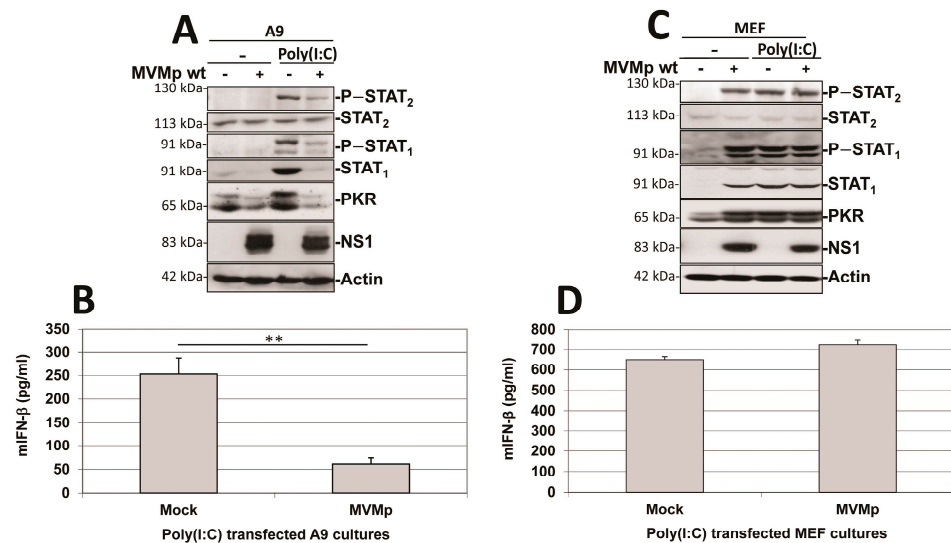 A
A9
- Poly(I:C)
MVMp wt - + - +
130 kDa- -P–STAT2
113 kDa- -STAT2
91 kDa- -P–STAT1
91 kDa- -STAT1
65 kDa- -PKR
83 kDa- -NS1
42 kDa- -Actin
C
MEF
- Poly(I:C)
MVMp wt - + - +
130 kDa- -P–STAT2
113 kDa- -STAT2
-P–STAT1
91 kDa- -STAT1
65 kDa- -PKR
83 kDa- -NS1
42 kDa- -Actin
B
mIFN-β (pg/ml)
350
300
250
200
150
100
50
0
**
Mock MVMp
Poly(I:C) transfected A9 cultures
D
mIFN-β (pg/ml)
800
700
600
500
400
300
200
100
0
Mock MVMp
Poly(I:C) transfected MEF cultures